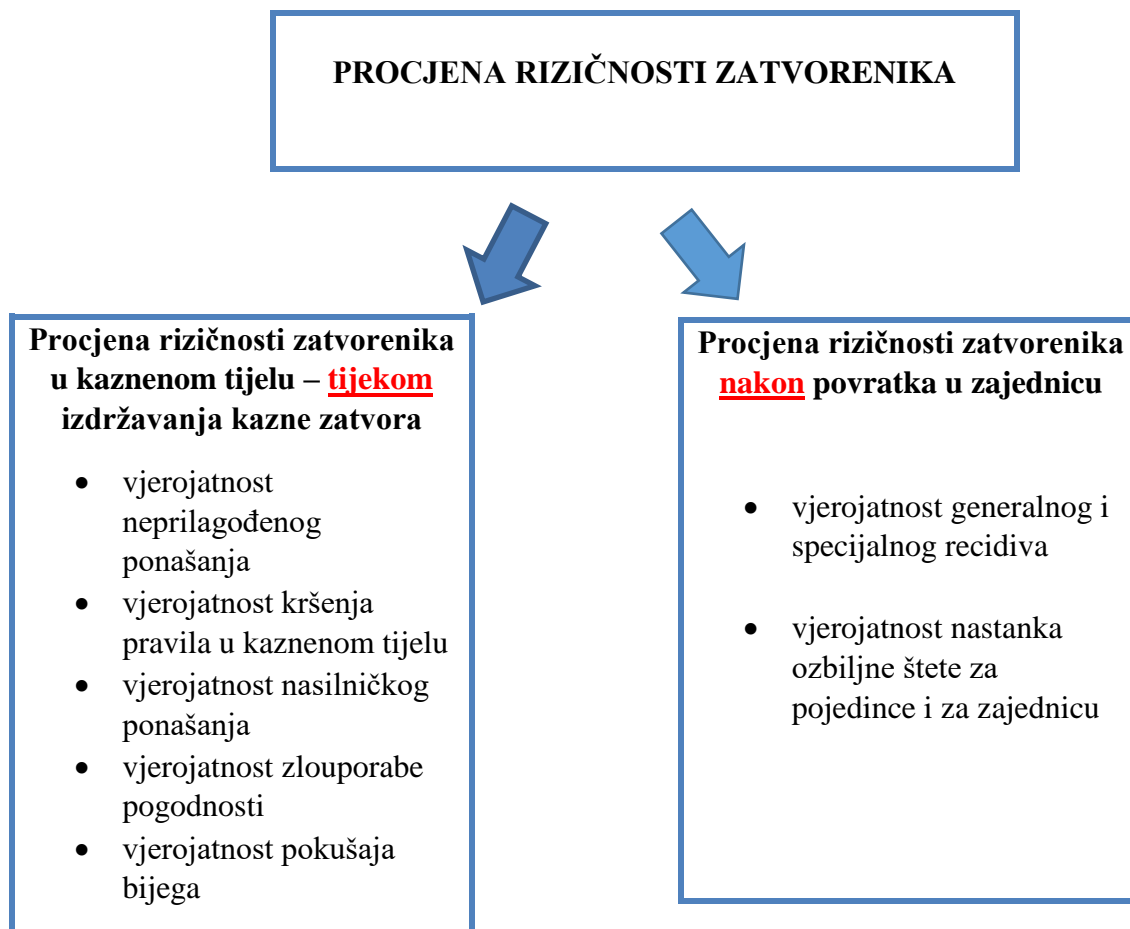 PROCJENA RIZIČNOSTI ZATVORENIKA
Procjena rizičnosti zatvorenika
u kaznenom tijelu – tijekom
izdržavanja kazne zatvora
• vjerojatnost
neprilagođenog
ponašanja
• vjerojatnost kršenja
pravila u kaznenom tijelu
• vjerojatnost nasilničkog
ponašanja
• vjerojatnost zlouporabe
pogodnosti
• vjerojatnost pokušaja
bijega
Procjena rizičnosti zatvorenika
nakon povratka u zajednicu
• vjerojatnost generalnog i
specijalnog recidiva
• vjerojatnost nastanka
ozbiljne štete za
pojedince i za zajednicu